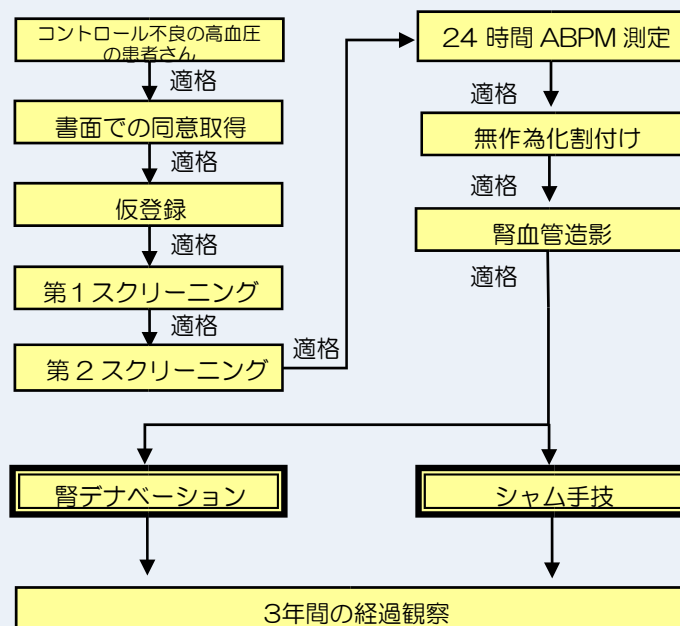 コントロール不良の高血圧
の患者さん
適格
書面での同意取得
適格
仮登録
適格
第1スクリーニング
適格
第2スクリーニング
適格
24 時間 ABPM 測定
適格
無作為化割付け
適格
腎血管造影
適格
腎デナベーション
シャム手技
3年間の経過観察